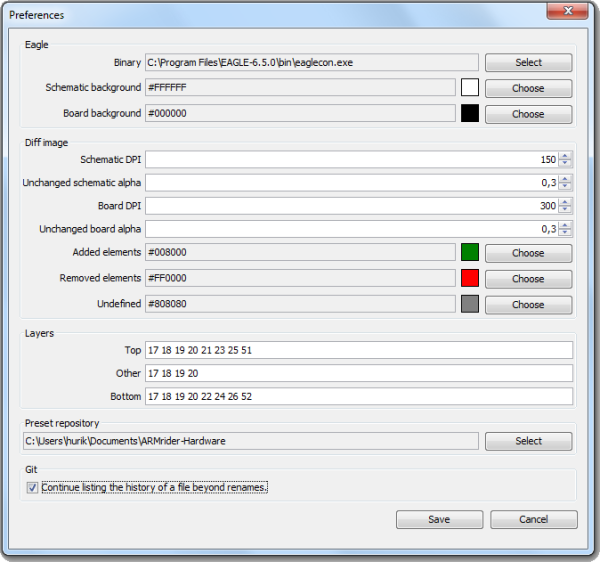 Preferences
Eagle
Binary C:\Program Files\EAGLE-6.5.0\bin\eaglecon.exe Select
Schematic background #FFFFFF Choose
Board background #000000 Choose
Diff image
Schematic DPI 150
Unchanged schematic alpha 0,3
Board DPI 300
Unchanged board alpha 0,3
Added elements #008000 Choose
Removed elements #FF0000 Choose
Undefined #808080 Choose
Layers
Top 17 18 19 20 21 23 25 51
Other 17 18 19 20
Bottom 17 18 19 20 22 24 26 52
Preset repository
C:\Users\hurik\Documents\ARMrider-Hardware Select
Git
Continue listing the history of a file beyond renames.
Save Cancel